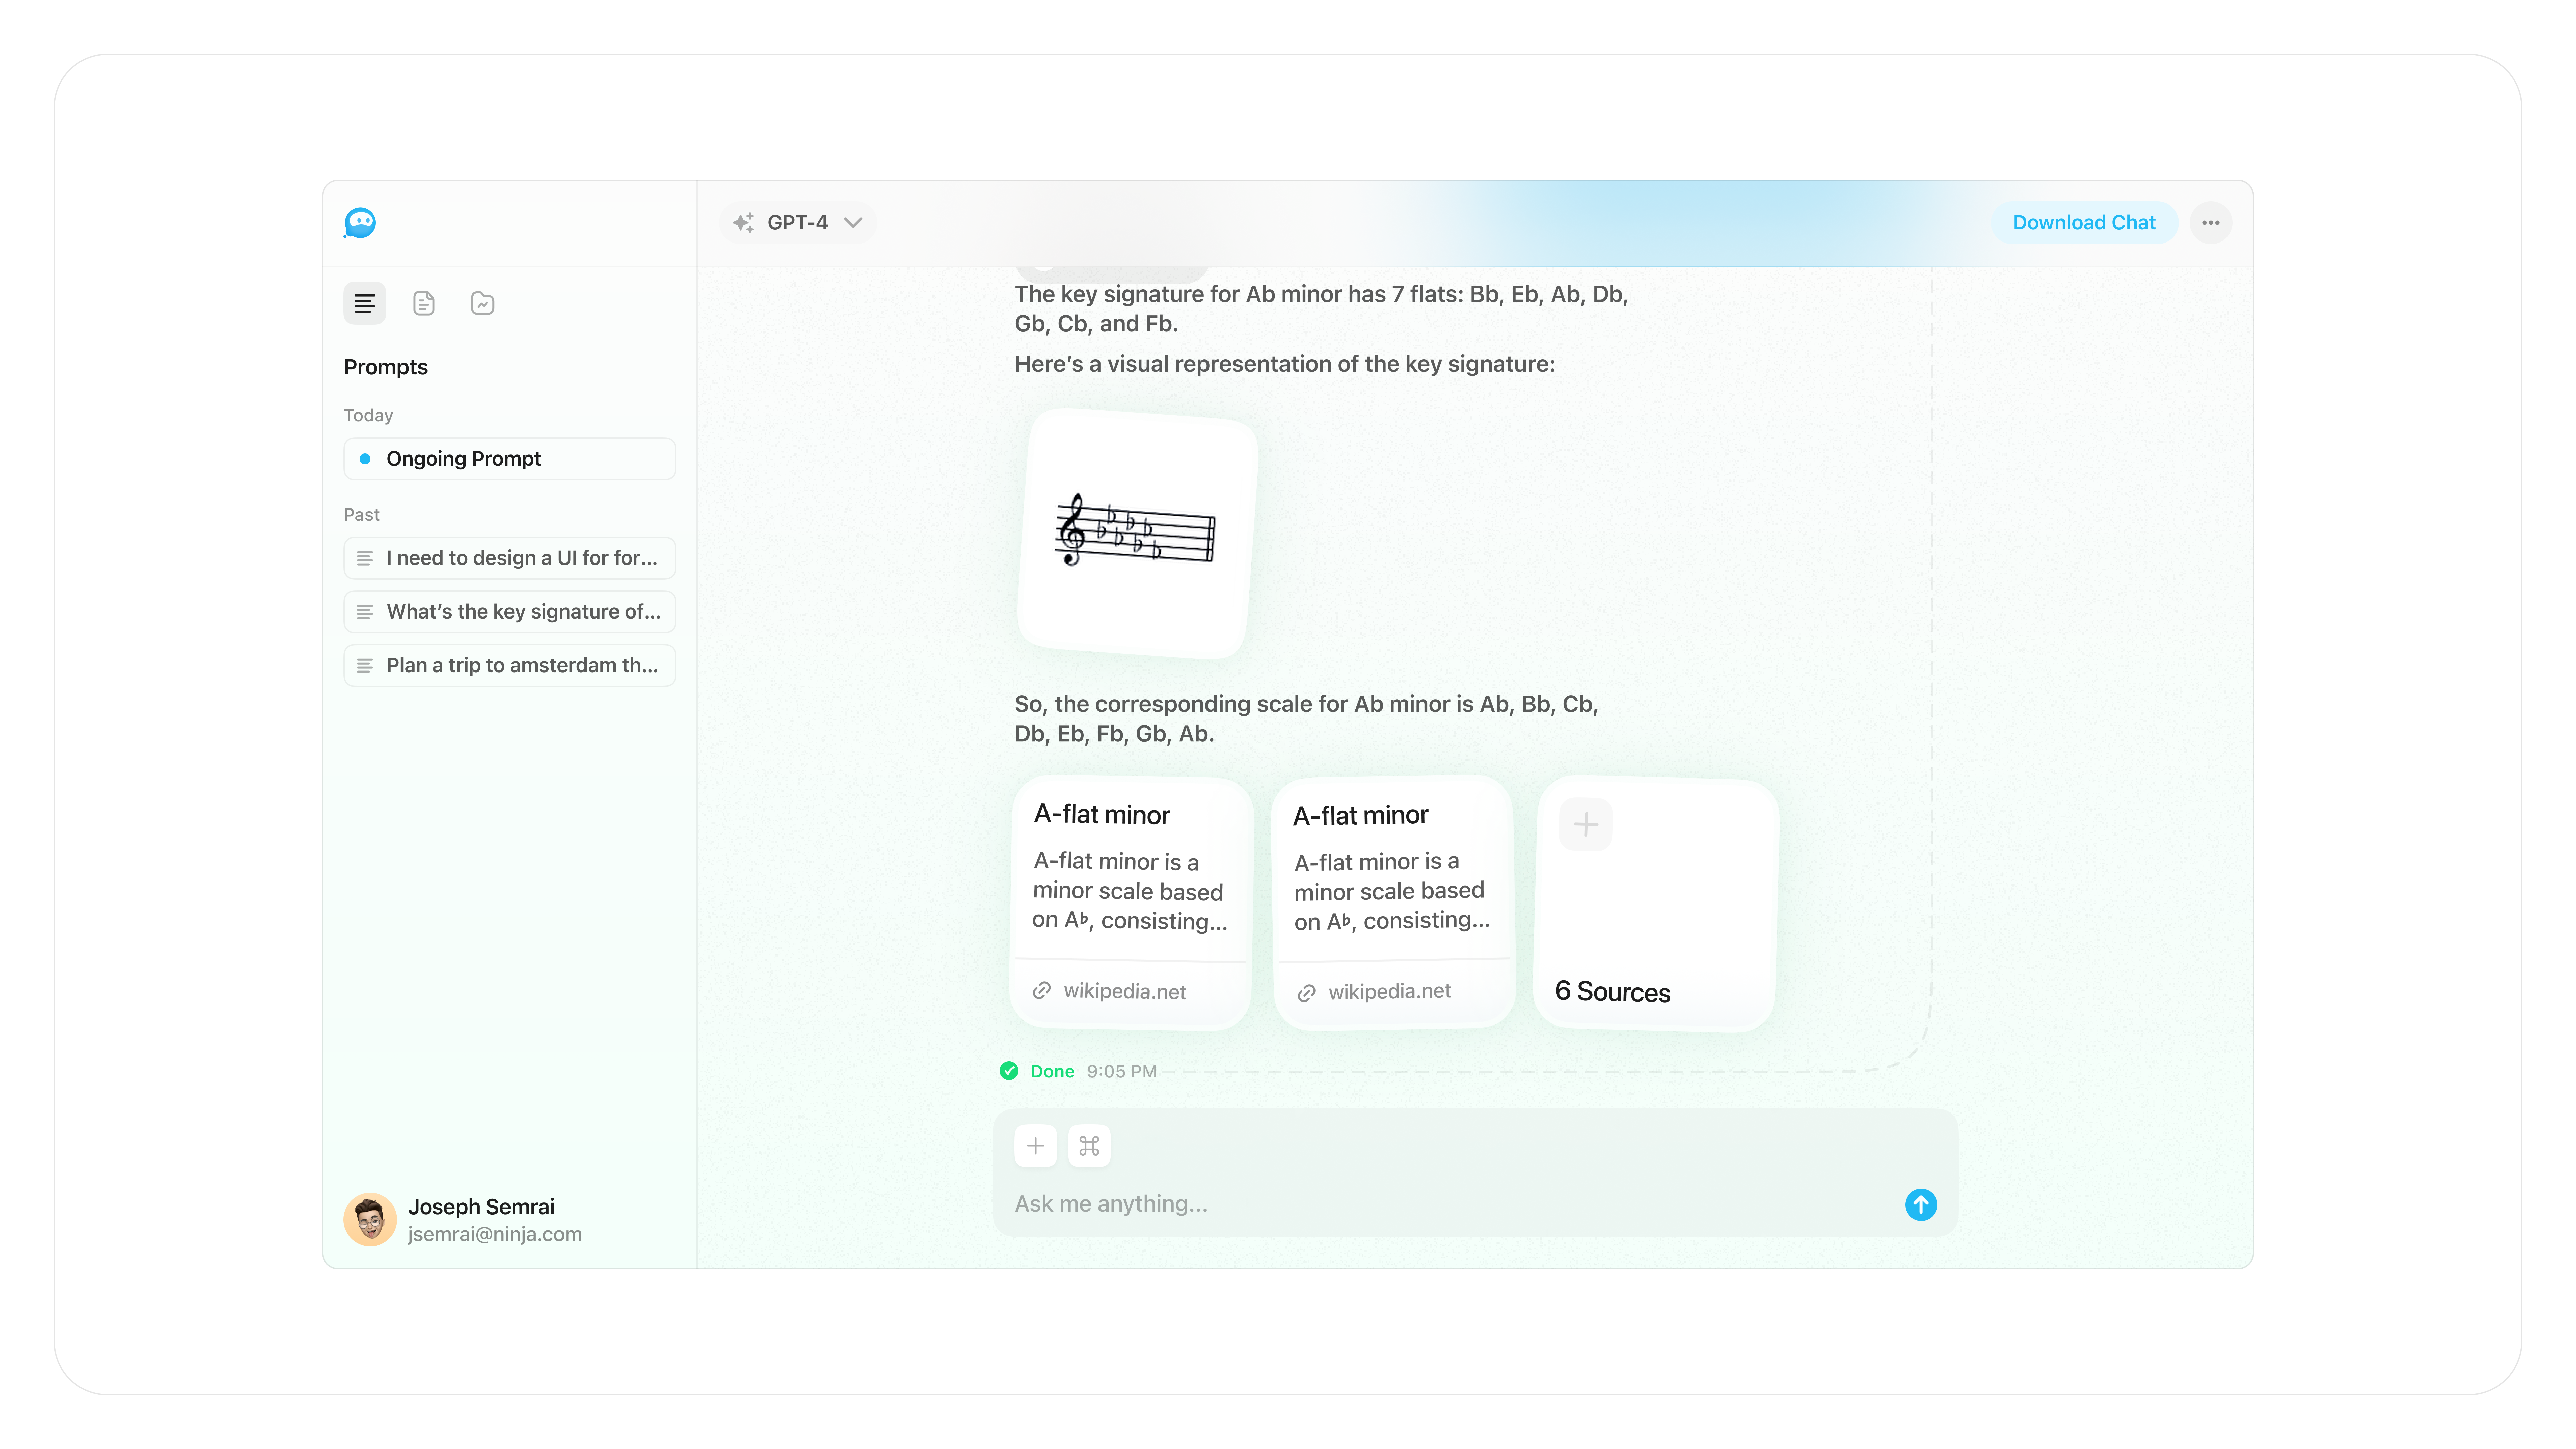 GPT-4
Download Chat
Prompts
Today
Ongoing Prompt
Past
I need to design a UI for for...
What's the key signature of...
Plan a trip to amsterdam th...
Joseph Semrai
jsemrai@ninja.com
The key signature for Ab minor has 7 flats: Bb, Eb, Ab, Db,
Gb, Cb, and Fb.
Here's a visual representation of the key signature:
So, the corresponding scale for Ab minor is Ab, Bb, Cb,
Db, Eb, Fb, Gb, Ab.
A-flat minor
A-flat minor is a
minor scale based
on A♭, consisting...
wikipedia.net
A-flat minor
A-flat minor is a
minor scale based
on A♭, consisting...
wikipedia.net
6 Sources
Done 9:05 PM
Ask me anything...